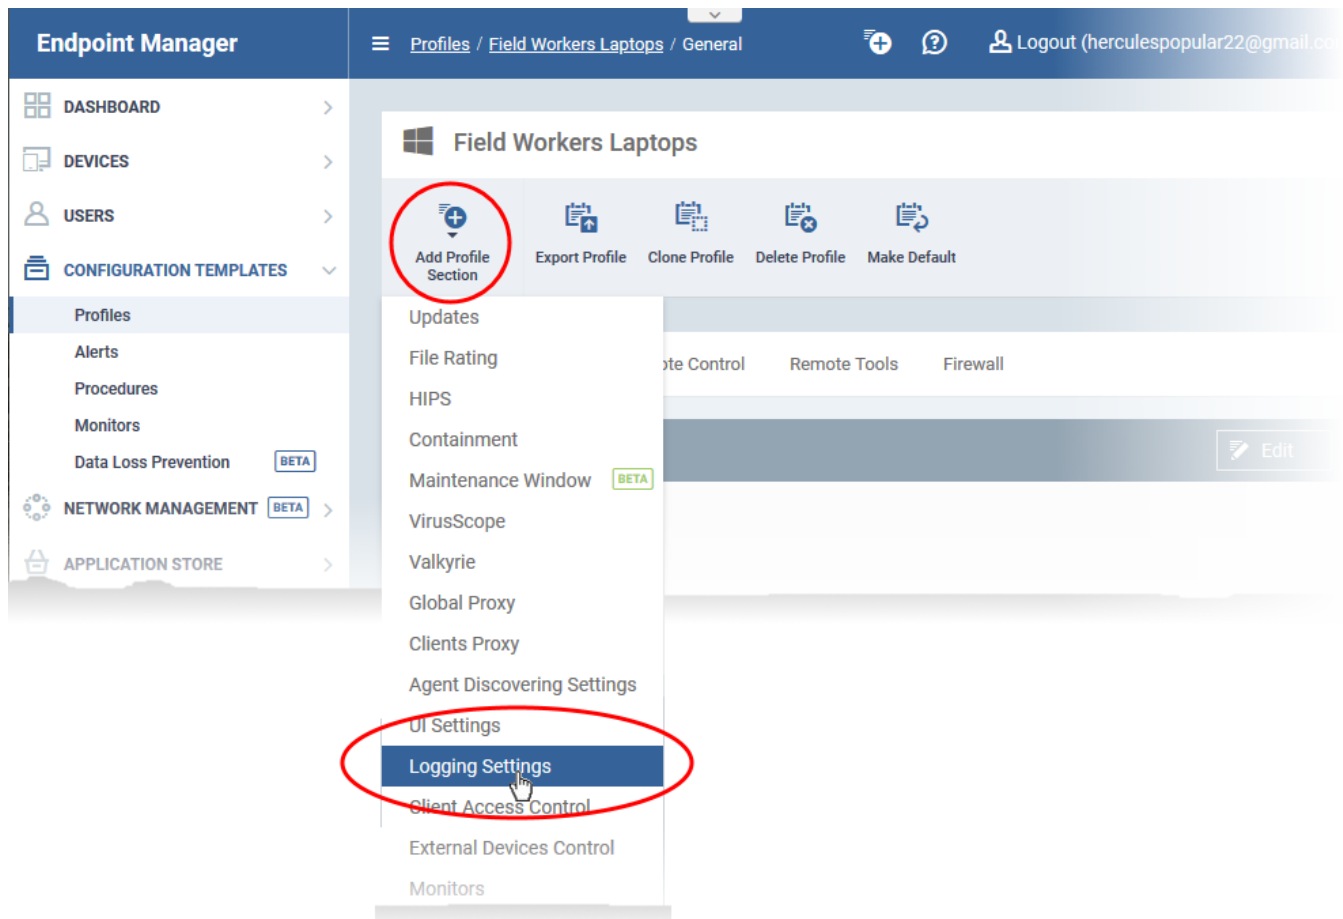 Endpoint Manager
Profiles / Field Workers Laptops / General
Logout (herculespopular22@gmail.co
DASHBOARD
DEVICES
USERS
CONFIGURATION TEMPLATES
Profiles
Alerts
Procedures
Monitors
Data Loss Prevention BETA
NETWORK MANAGEMENT BETA
APPLICATION STORE
Field Workers Laptops
Add Profile
Section
Export Profile
Clone Profile
Delete Profile
Make Default
ote Control
Remote Tools
Firewall
Edit
Updates
File Rating
HIPS
Containment
Maintenance Window BETA
VirusScope
Valkyrie
Global Proxy
Clients Proxy
Agent Discovering Settings
UI Settings
Logging Settings
Client Access Control
External Devices Control
Monitors